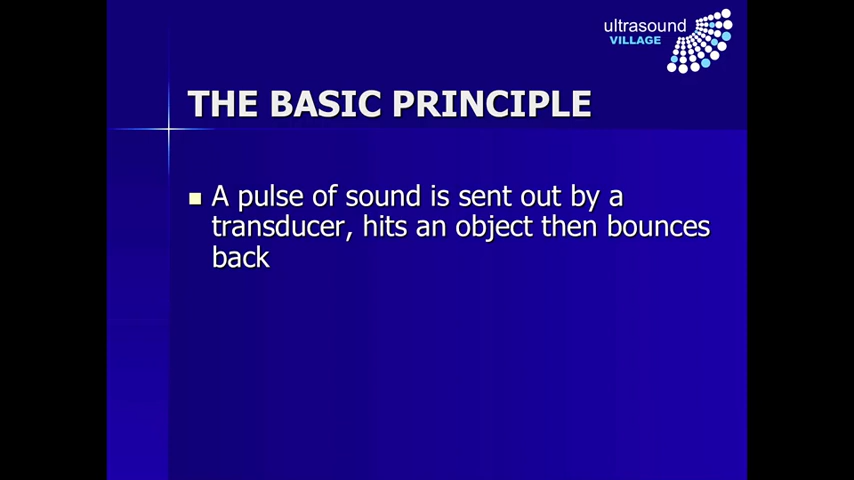 ultrasound
VILLAGE
THE BASIC PRINCIPLE
A pulse of sound is sent out by a
transducer, hits an object then bounces
back